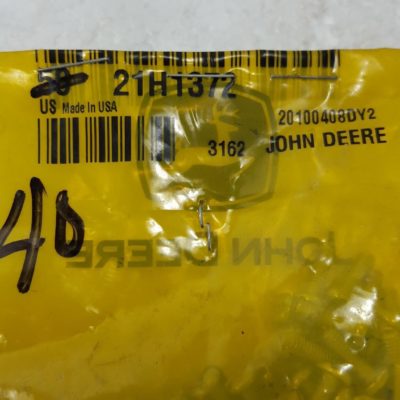 50 21H1372
US Made in USA
20100408DY2
3162 JOHN DEERE
40
JOHN DEERE